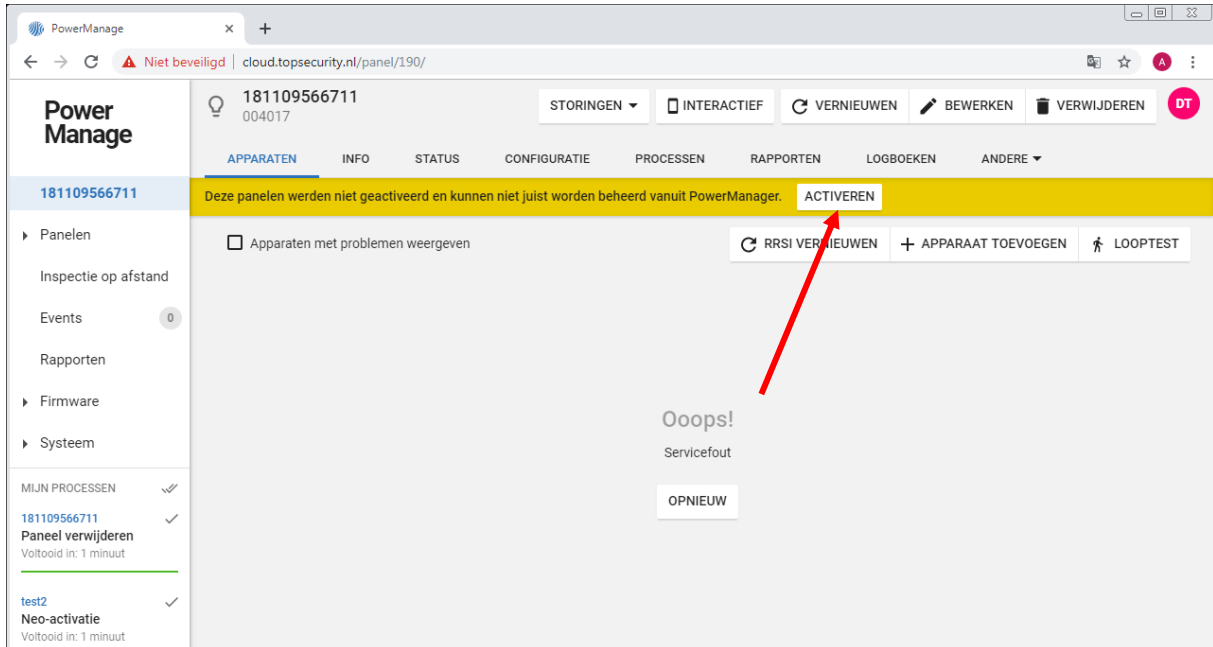 PowerManage
Niet beveiligd | cloud.topsecurity.nl/panel/190/
A
Power
Manage
181109566711
004017
STORINGEN
INTERACTIEF
VERNIEUWEN
BEWERKEN
VERWIJDEREN
DT
APPARATEN
INFO
STATUS
CONFIGURATIE
PROCESSEN
RAPPORTEN
LOGBOEKEN
ANDERE
181109566711
Deze panelen werden niet geactiveerd en kunnen niet juist worden beheerd vanuit PowerManager.
ACTIVEREN
Panelen
Inspectie op afstand
Events 0
Rapporten
Firmware
Systeem
Apparaten met problemen weergeven
RRSI VERNIEUWEN
APPARAAT TOEVOEGEN
LOOPTEST
Ooops!
Servicefout
OPNIEUW
MIJN PROCESSEN
181109566711
Paneel verwijderen
Voltooid in: 1 minuut
test2
Neo-activatie
Voltooid in: 1 minuut